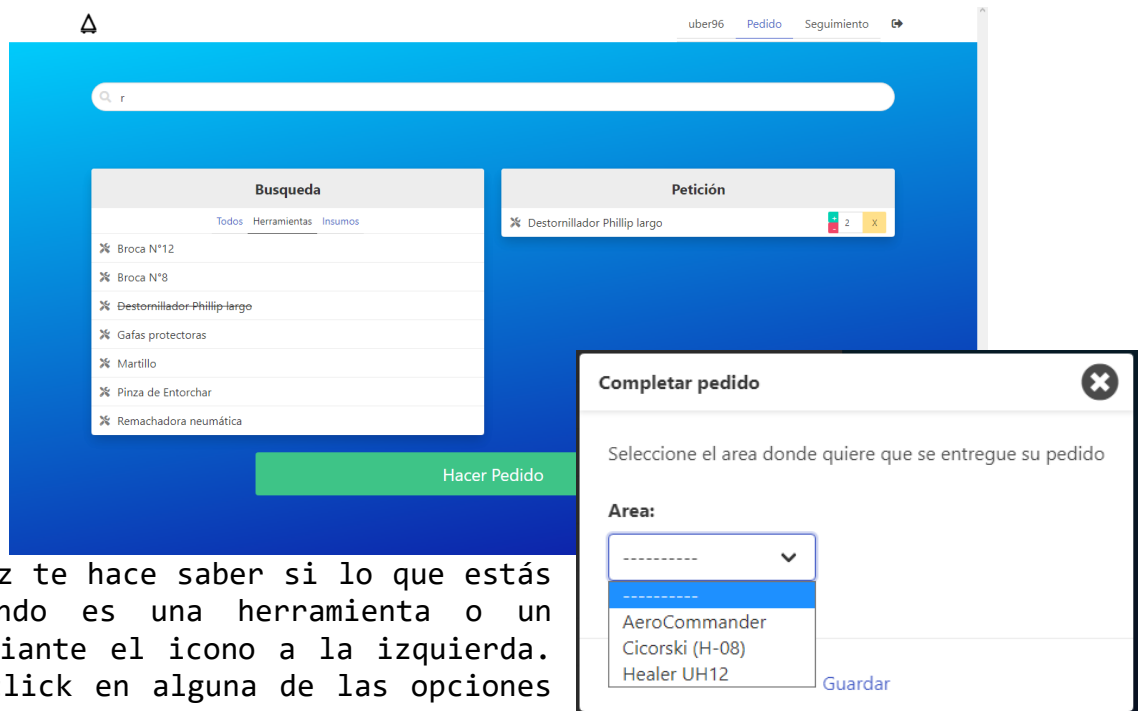 uber96 Pedido Seguimiento
r
Busqueda
Todos Herramientas Insumos
Broca N°12
Broca N°8
Destornillador Phillip largo
Gafas protectoras
Martillo
Pinza de Entorchar
Remachadora neumática
Petición
Destornillador Phillip largo + - 2 X
Hacer Pedido
Completar pedido
Seleccione el area donde quiere que se entregue su pedido
Area:
----------
----------
AeroCommander
Cicorski (H-08)
Healer UH12
Guardar
z te hace saber si lo que estás
ndo es una herramienta o un
iante el icono a la izquierda.
lick en alguna de las opciones